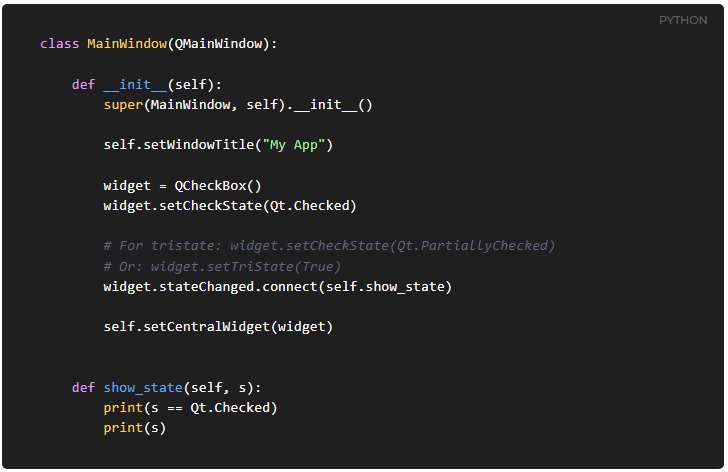 PYTHON
class MainWindow(QMainWindow):
    def __init__(self):
        super(MainWindow, self).__init__()
        self.setWindowTitle("My App")
        widget = QCheckBox()
        widget.setCheckState(Qt.Checked)
        # For tristate: widget.setCheckState(Qt.PartiallyChecked)
        # Or: widget.setTriState(True)
        widget.stateChanged.connect(self.show_state)
        self.setCentralWidget(widget)
    def show_state(self, s):
        print(s == Qt.Checked)
        print(s)